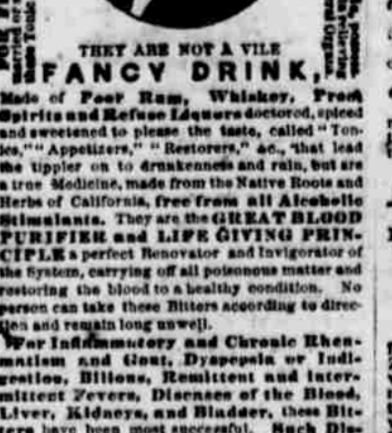 THEY ARE NOT A VILE
FANCY DRINK,
Made of Poor Rum, Whiskey, Proof
Spirits and Refuse Liquors doctored, spiced
and sweetened to please the taste, called "Ton-
ics," "Appetizers," "Restorers," &c., that lead
the tippler on to drunkenness and ruin, but are
a true Medicine, made from the Native Roots and
Herbs of California, free from all Alcoholic
Stimulants. They are the GREAT BLOOD
PURIFIER and LIFE GIVING PRIN-
CIPLE a perfect Renovator and Invigorator of
the System, carrying off all poisonous matter and
restoring the blood to a healthy condition. No
person can take these Bitters according to direc-
tion and remain long unwell.
For Inflammatory and Chronic Rheu-
matism and Gout, Dyspepsia or Indi-
gestion, Bilious, Remittent and Inter-
mittent Fevers, Diseases of the Blood,
Liver, Kidneys, and Bladder, these Bit-
ters have been most successful. Such Dis-